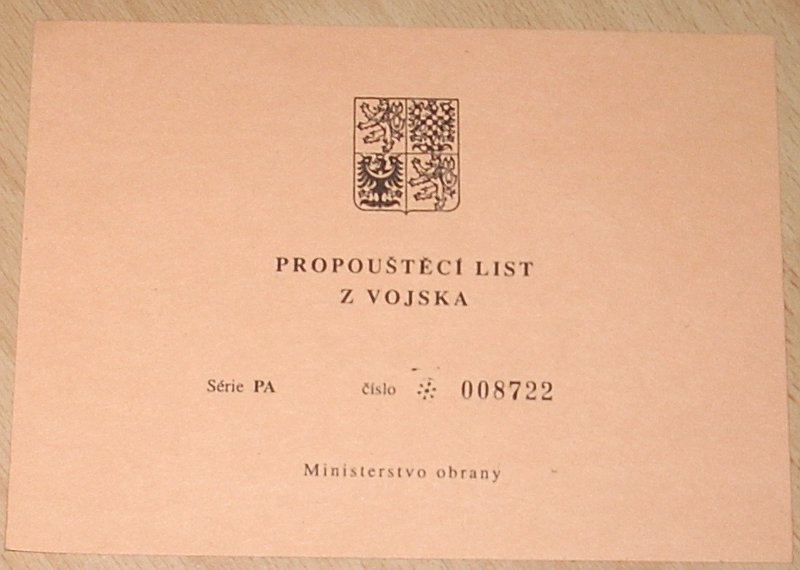 PROPOUŠTĚCÍ LIST
Z VOJSKA
Série PA číslo * 008722
Ministerstvo obrany